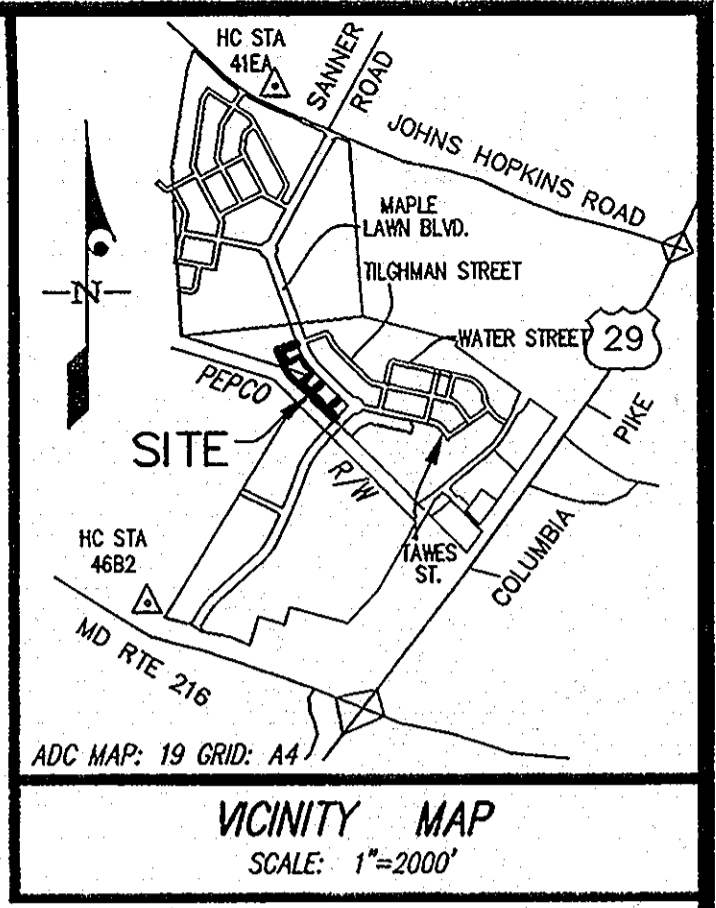 HC STA
41EA
SANNER
ROAD
JOHNS HOPKINS ROAD
MAPLE
LAWN BLVD.
TILGHMAN STREET
N
WATER STREET
29
PEPCO
R/W
PIKE
COLUMBIA
SITE
TAWES
ST.
HC STA
46B2
MD RTE 216
ADC MAP: 19 GRID: A4
VICINITY MAP
SCALE: 1"=2000'